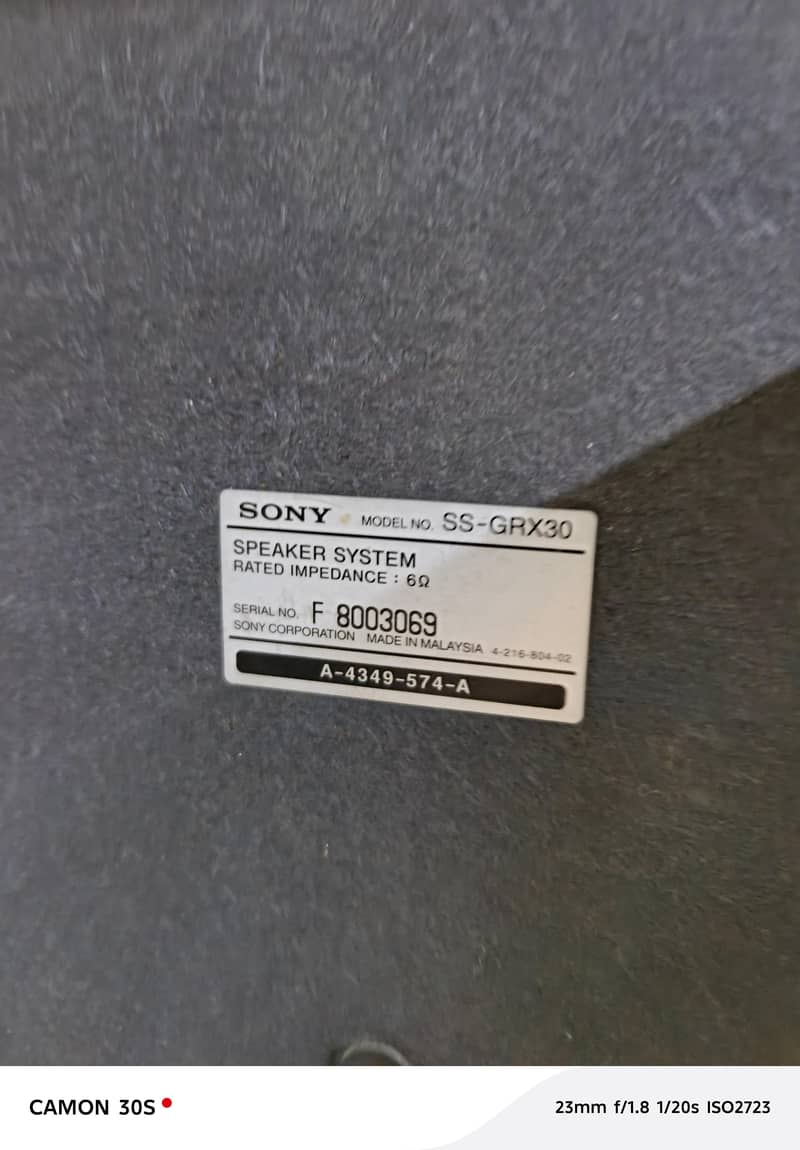 SONY MODEL NO. SS-GRX30
SPEAKER SYSTEM
RATED IMPEDANCE : 6Ω
SERIAL NO. F 8003069
SONY CORPORATION MADE IN MALAYSIA 4-216-804-02
A-4349-574-A
CAMON 30S 23mm f/1.8 1/20s ISO2723